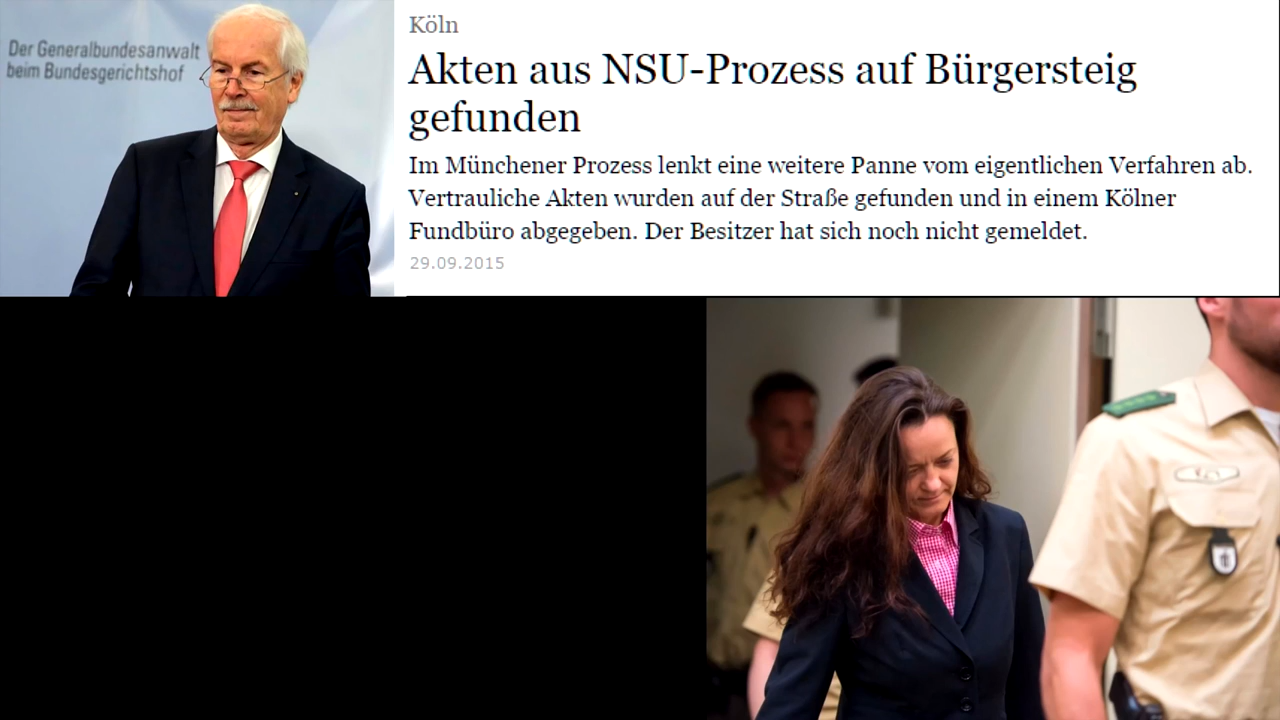 Der Generalbundesanwalt
beim Bundesgerichtshof
Köln
Akten aus NSU-Prozess auf Bürgersteig
gefunden
Im Münchener Prozess lenkt eine weitere Panne vom eigentlichen Verfahren ab.
Vertrauliche Akten wurden auf der Straße gefunden und in einem Kölner
Fundbüro abgegeben. Der Besitzer hat sich noch nicht gemeldet.
29.09.2015